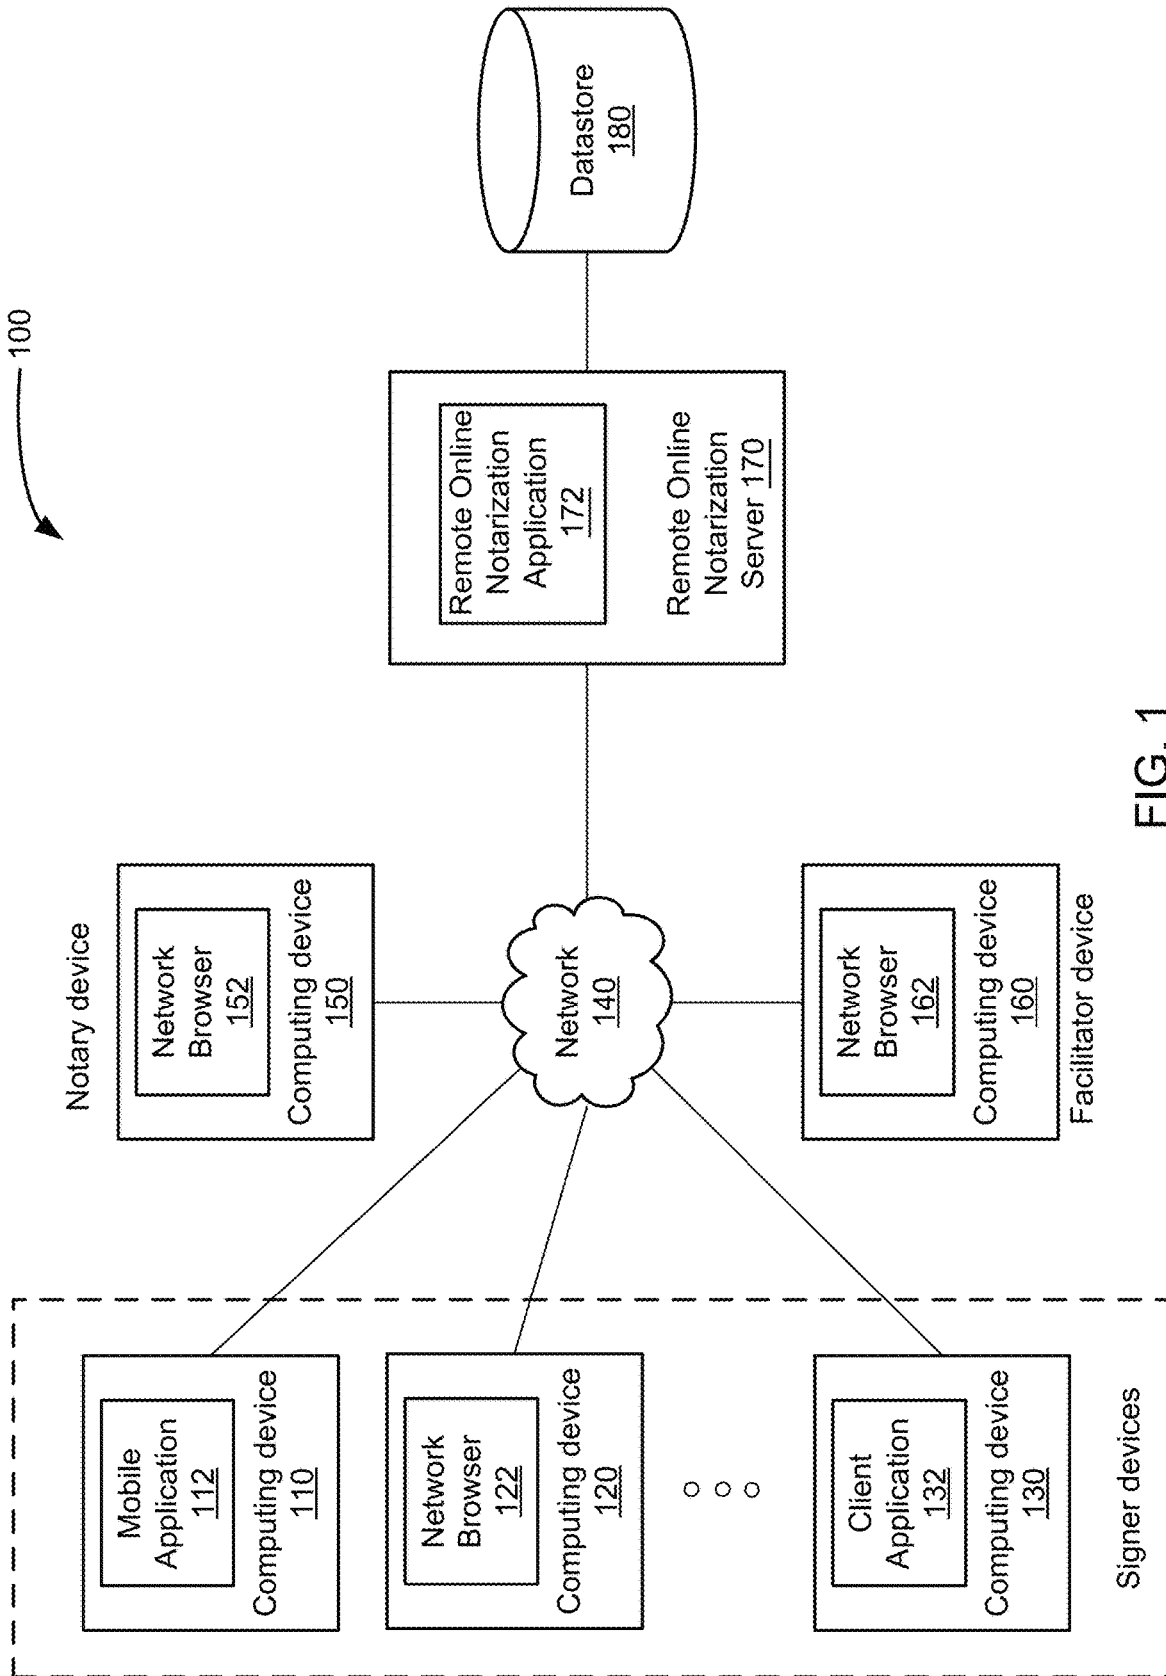 100
Mobile
Application
112
Computing device
110
Network
Browser
122
Computing device
120
Client
Application
132
Computing device
130
Signer devices
Notary device
Network
Browser
152
Computing device
150
Network
140
Network
Browser
162
Computing device
160
Facilitator device
Remote Online
Notarization
Application
172
Remote Online
Notarization
Server 170
Datastore
180
FIG. 1